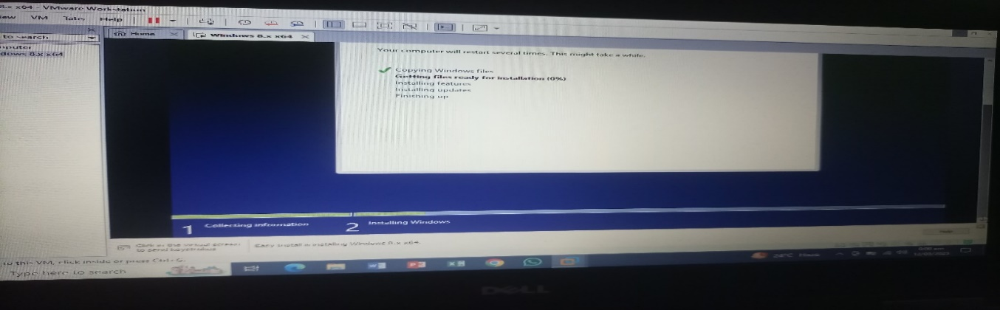 8.x x64 - VMware Workstation
iew VM Tabs Help
to search
Home
Windows 8.x x64
mputer
dows 8.x x64
Your computer will restart several times. This might take a while.
Copying Windows files
Getting files ready for installation (0%)
Installing features
Installing updates
Finishing up
1 Collecting information
2 Installing Windows
Click in the virtual screen
to send keystrokes
Easy Install is installing Windows 8.x x64.
Help
to this VM, click inside or press Ctrl+G.
Type here to search
24°C
DELL